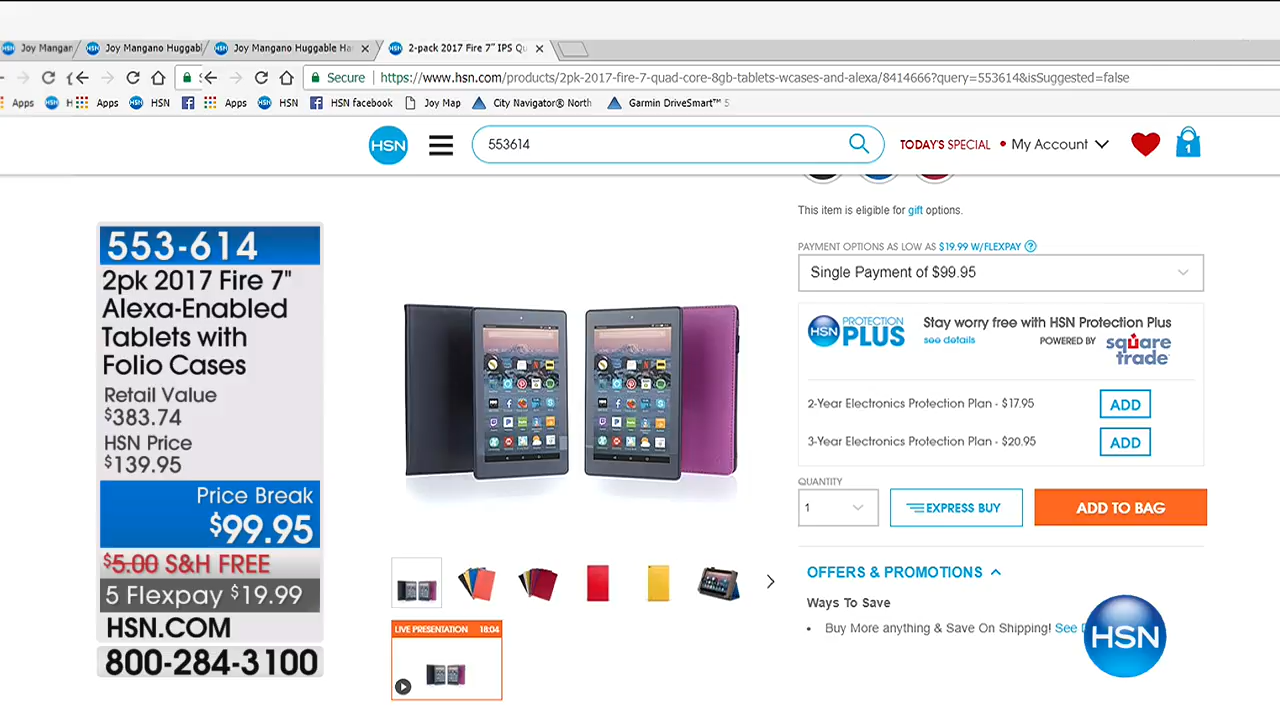 Joy Mangar
Joy Mangano Huggabl
Joy Mangano Huggable Ha
2-pack 2017 Fire 7" IPS Qu
Secure
https://www.hsn.com/products/2pk-2017-fire-7-quad-core-8gb-tablets-wcases-and-alexa/8414666?query=553614&isSuggested=false
Apps H Apps HSN Apps HSN HSN facebook Joy Map City Navigator® North Garmin DriveSmart™ 5
HSN
553614
TODAY'S SPECIAL • My Account
1
This item is eligible for gift options.
PAYMENT OPTIONS AS LOW AS $19.99 W/FLEXPAY ?
Single Payment of $99.95
HSN PROTECTION PLUS
Stay worry free with HSN Protection Plus
see details
POWERED BY square trade
2-Year Electronics Protection Plan - $17.95 ADD
3-Year Electronics Protection Plan - $20.95 ADD
QUANTITY
1
EXPRESS BUY
ADD TO BAG
OFFERS & PROMOTIONS
Ways To Save
• Buy More anything & Save On Shipping! See D
HSN
553-614
2pk 2017 Fire 7"
Alexa-Enabled
Tablets with
Folio Cases
Retail Value
$383.74
HSN Price
$139.95
Price Break
$99.95
$5.00 S&H FREE
5 Flexpay $19.99
HSN.COM
800-284-3100
LIVE PRESENTATION 18:04